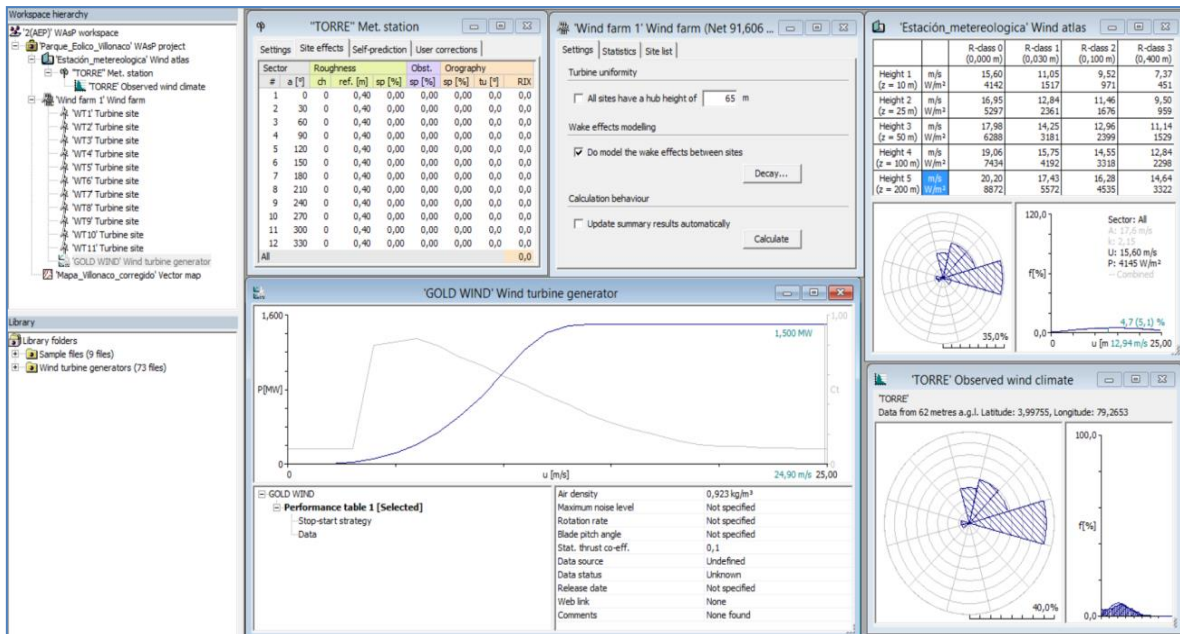 Workspace hierarchy
'2(AEP)' WAsP workspace
'Parque_Eolico_Villonaco' WAsP project
'Estación_metereologica' Wind atlas
"TORRE" Met. station
'TORRE' Observed wind climate
'Wind farm 1' Wind farm
'WT1' Turbine site
'WT2' Turbine site
'WT3' Turbine site
'WT4' Turbine site
'WT5' Turbine site
'WT6' Turbine site
'WT7' Turbine site
'WT8' Turbine site
'WT9' Turbine site
'WT10' Turbine site
'WT11' Turbine site
'GOLD WIND' Wind turbine generator
'Mapa_Villonaco_corregido' Vector map
Library
Library folders
Sample files (9 files)
Wind turbine generators (73 files)
"TORRE" Met. station
Settings Site effects Self-prediction User corrections
Sector Roughness Obst. Orography
# a [°] ch ref. [m] sp [%] sp [%] sp [%] tu [°] RIX
1 0 0 0,40 0,00 0,00 0,00 0,0 0,0
2 30 0 0,40 0,00 0,00 0,00 0,0 0,0
3 60 0 0,40 0,00 0,00 0,00 0,0 0,0
4 90 0 0,40 0,00 0,00 0,00 0,0 0,0
5 120 0 0,40 0,00 0,00 0,00 0,0 0,0
6 150 0 0,40 0,00 0,00 0,00 0,0 0,0
7 180 0 0,40 0,00 0,00 0,00 0,0 0,0
8 210 0 0,40 0,00 0,00 0,00 0,0 0,0
9 240 0 0,40 0,00 0,00 0,00 0,0 0,0
10 270 0 0,40 0,00 0,00 0,00 0,0 0,0
11 300 0 0,40 0,00 0,00 0,00 0,0 0,0
12 330 0 0,40 0,00 0,00 0,00 0,0 0,0
All 0,0
'Wind farm 1' Wind farm (Net 91,606 ...
Settings Statistics Site list
Turbine uniformity
All sites have a hub height of 65 m
Wake effects modelling
Do model the wake effects between sites
Decay...
Calculation behaviour
Update summary results automatically
Calculate
'Estación_metereologica' Wind atlas
R-class 0 R-class 1 R-class 2 R-class 3
(0,000 m) (0,030 m) (0,100 m) (0,400 m)
Height 1 m/s 15,60 11,05 9,52 7,37
(z = 10 m) W/m² 4142 1517 971 451
Height 2 m/s 16,95 12,84 11,46 9,50
(z = 25 m) W/m² 5297 2361 1676 959
Height 3 m/s 17,98 14,25 12,96 11,14
(z = 50 m) W/m² 6288 3181 2399 1529
Height 4 m/s 19,06 15,75 14,55 12,84
(z = 100 m) W/m² 7434 4192 3318 2298
Height 5 m/s 20,20 17,43 16,28 14,64
(z = 200 m) W/m² 8872 5572 4535 3322
35,0%
120,0
Sector: All
A: 17,6 m/s
k: 2,15
U: 15,60 m/s
P: 4145 W/m²
-- Combined
f[%]
4,7 (5,1) %
0,0
0 u [m 12,94 m/s 25,00
'GOLD WIND' Wind turbine generator
1,600 1,00
1,500 MW
P[MW] Ct
0 0
0 u [m/s] 24,90 m/s 25,00
GOLD WIND
Performance table 1 [Selected]
Stop-start strategy
Data
Air density 0,923 kg/m³
Maximum noise level Not specified
Rotation rate Not specified
Blade pitch angle Not specified
Stat. thrust co-eff. 0,1
Data source Undefined
Data status Unknown
Release date Not specified
Web link None
Comments None found
'TORRE' Observed wind climate
'TORRE'
Data from 62 metres a.g.l. Latitude: 3,99755, Longitude: 79,2653
40,0%
100,0
f[%]
0,0